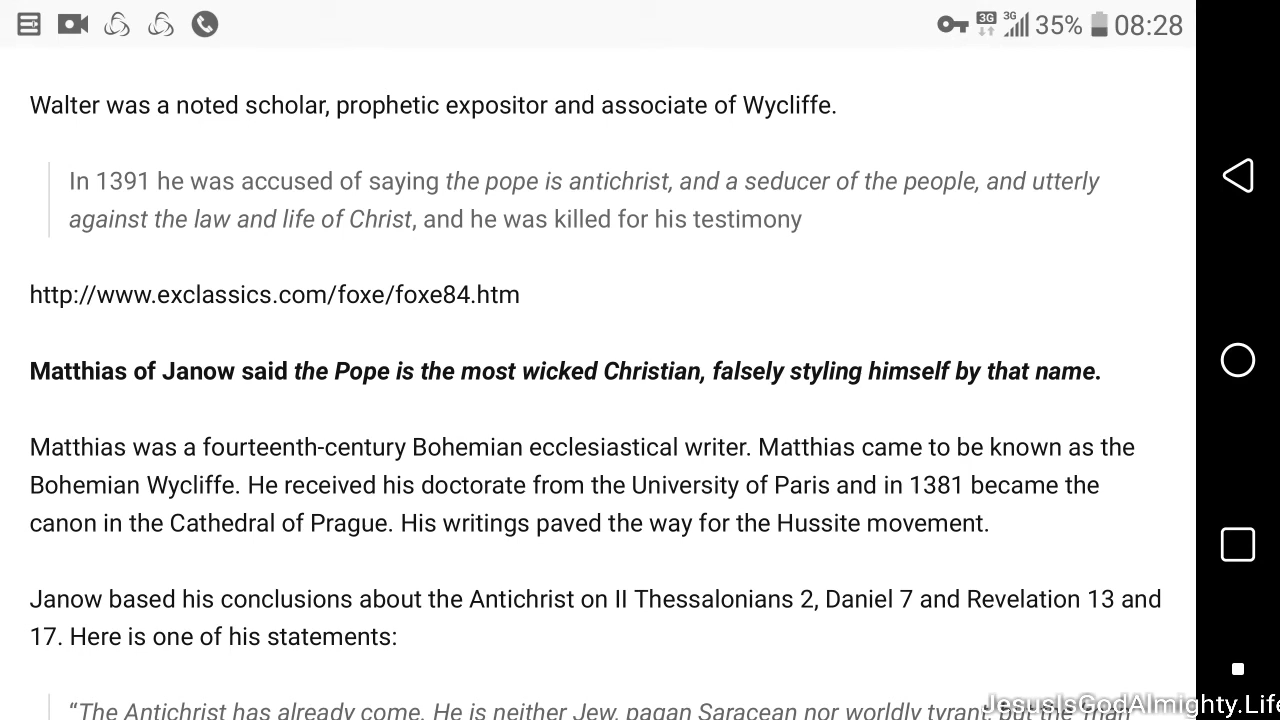 3G 3G 35% 08:28
Walter was a noted scholar, prophetic expositor and associate of Wycliffe.
In 1391 he was accused of saying the pope is antichrist, and a seducer of the people, and utterly
against the law and life of Christ, and he was killed for his testimony
http://www.exclassics.com/foxe/foxe84.htm
Matthias of Janow said the Pope is the most wicked Christian, falsely styling himself by that name.
Matthias was a fourteenth-century Bohemian ecclesiastical writer. Matthias came to be known as the
Bohemian Wycliffe. He received his doctorate from the University of Paris and in 1381 became the
canon in the Cathedral of Prague. His writings paved the way for the Hussite movement.
Janow based his conclusions about the Antichrist on II Thessalonians 2, Daniel 7 and Revelation 13 and
17. Here is one of his statements:
“The Antichrist has already come. He is neither Jew, pagan Saracean nor worldly tyrant, but the “man
JesusIsGodAlmighty.Life